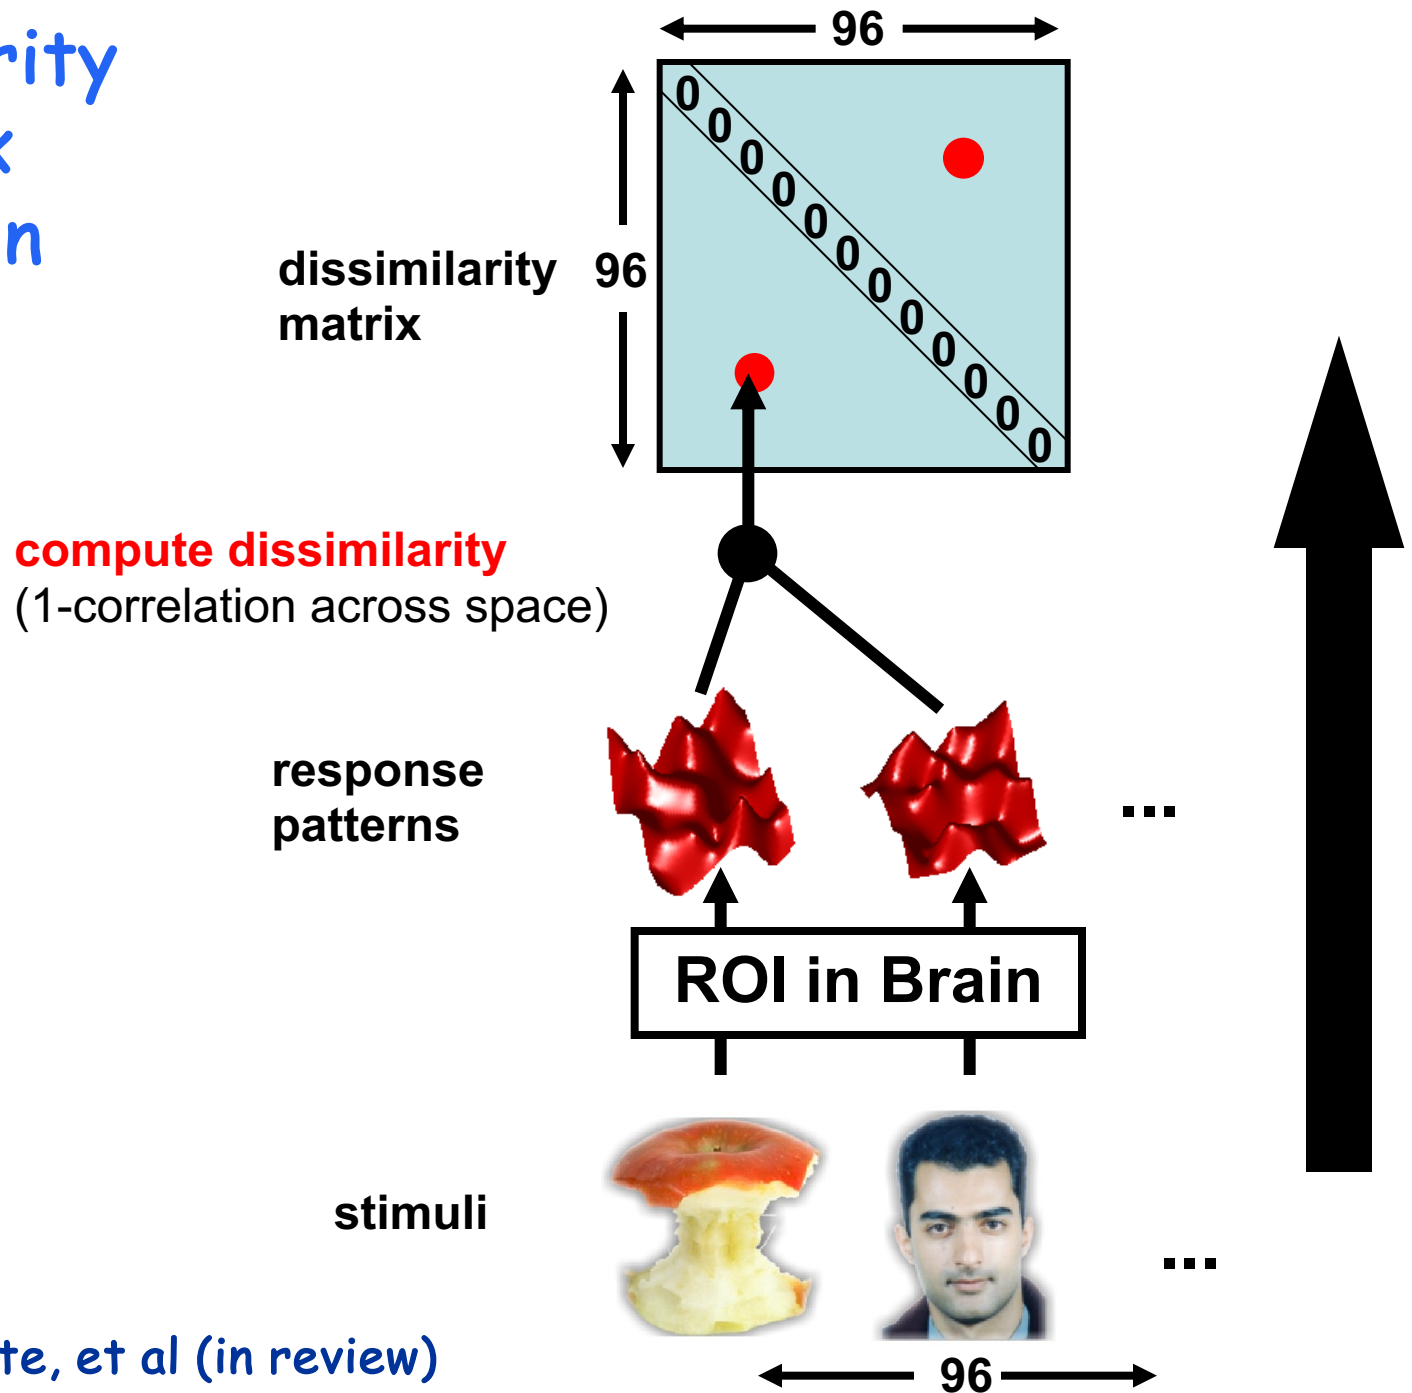 96
rity
x
n
0
0
0
0
0
0
0
0
0
0
0
0
dissimilarity 96
matrix
compute dissimilarity
(1-correlation across space)
response
patterns
...
ROI in Brain
stimuli
...
te, et al (in review)
96